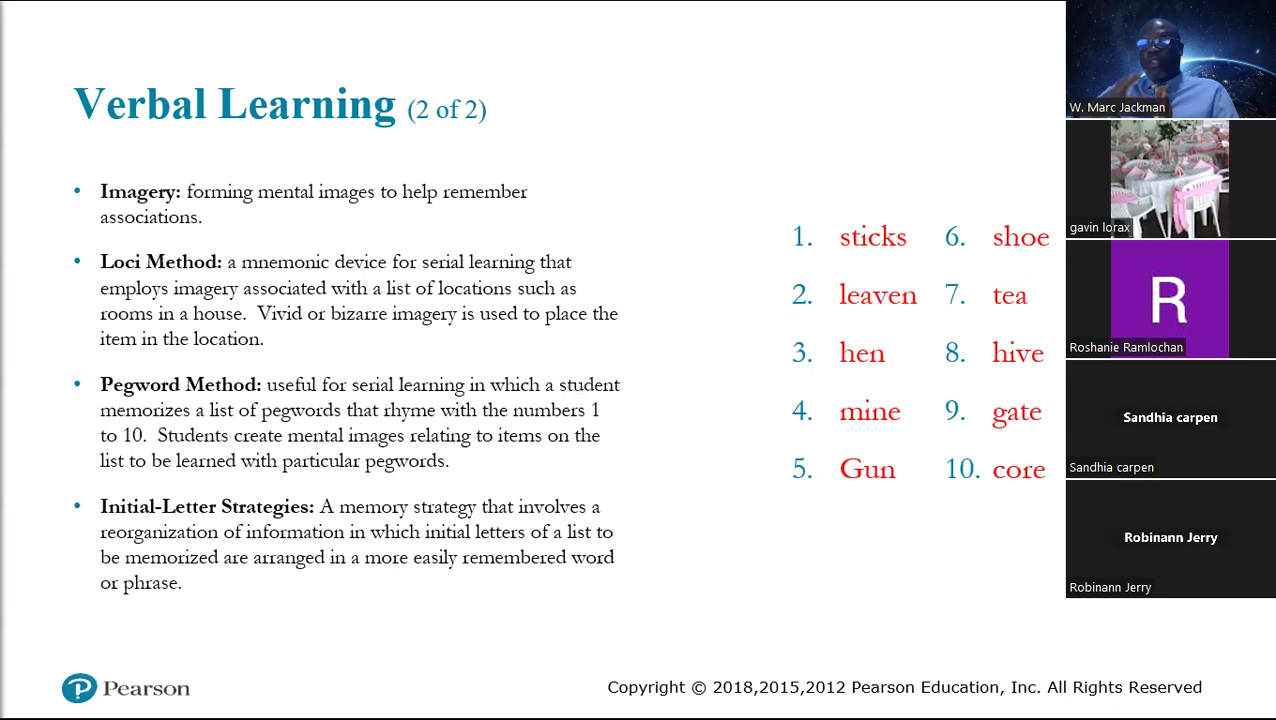 Verbal Learning (2 of 2)
• Imagery: forming mental images to help remember
associations.
• Loci Method: a mnemonic device for serial learning that
employs imagery associated with a list of locations such as
rooms in a house. Vivid or bizarre imagery is used to place the
item in the location.
• Pegword Method: useful for serial learning in which a student
memorizes a list of pegwords that rhyme with the numbers 1
to 10. Students create mental images relating to items on the
list to be learned with particular pegwords.
• Initial-Letter Strategies: A memory strategy that involves a
reorganization of information in which initial letters of a list to
be memorized are arranged in a more easily remembered word
or phrase.
1. sticks 6. shoe
2. leaven 7. tea
3. hen 8. hive
4. mine 9. gate
5. Gun 10. core
Pearson
Copyright © 2018,2015,2012 Pearson Education, Inc. All Rights Reserved
W. Marc Jackman
gavin lorax
R
Roshanie Ramlochan
Sandhia carpen
Sandhia carpen
Robinann Jerry
Robinann Jerry